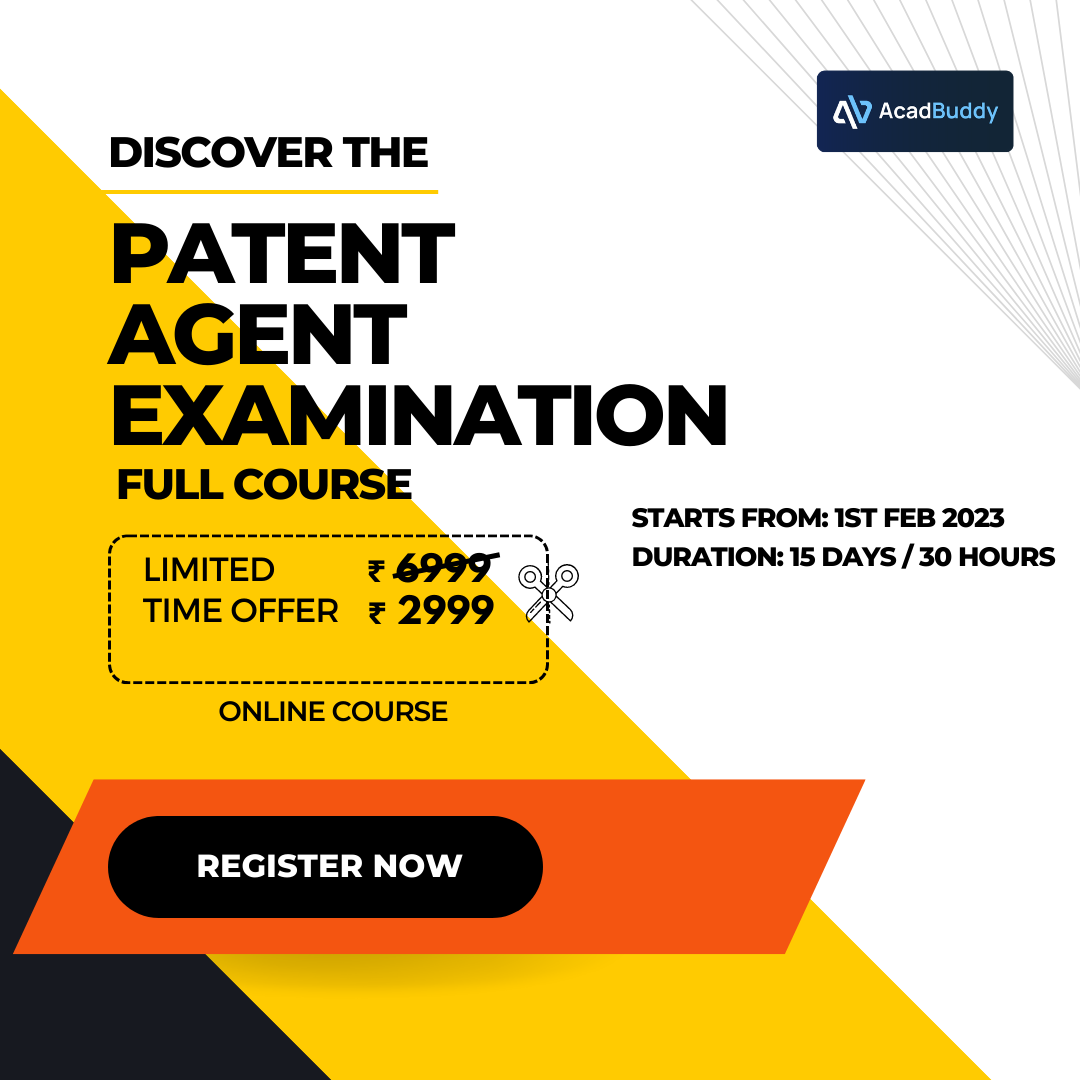 AcadBuddy
DISCOVER THE
PATENT
AGENT
EXAMINATION
FULL COURSE
STARTS FROM: 1ST FEB 2023
DURATION: 15 DAYS / 30 HOURS
LIMITED ₹ 6999
TIME OFFER ₹ 2999
ONLINE COURSE
REGISTER NOW